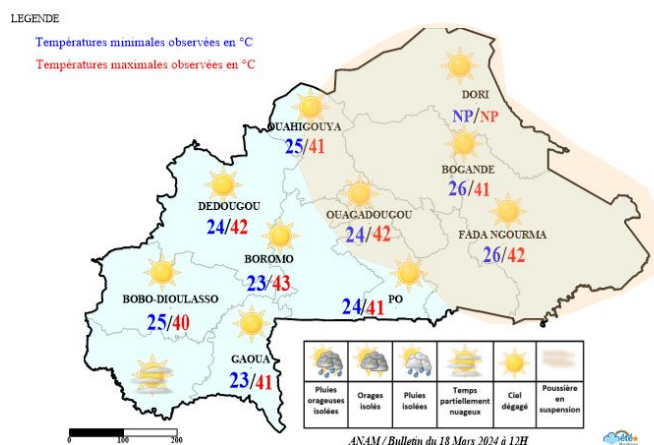 LEGENDE
Températures minimales observées en °C
Températures maximales observées en °C
DORI
NP/NP
OUAHIGOUYA
25/41
BOGANDE
26/41
DEDOUGOU
24/42
OUAGADOUGOU
24/42
FADA NGOURMA
26/42
BOROMO
23/43
BOBO-DIOULASSO
25/40
24/41 PO
GAOUA
23/41
Pluies orageuses isolées
Orages isolés
Pluies isolées
Temps partiellement nuageux
Ciel dégagé
Poussière en suspension
0 100 200
ANAM / Bulletin du 18 Mars 2024 à 12H